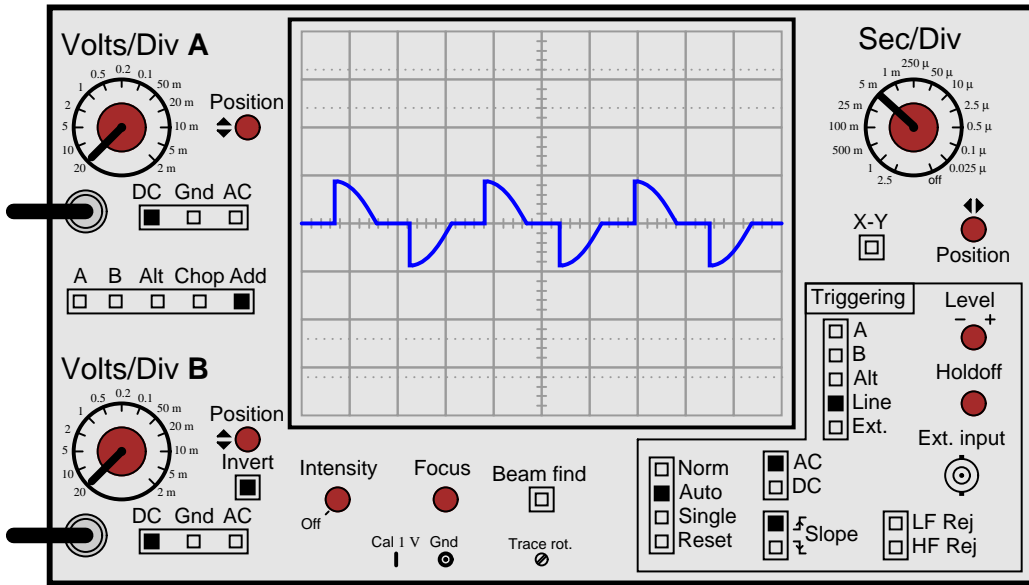 Volts/Div A
0.5 0.2 0.1
1 50 m
2 20 m
5 10 m
10 5 m
20 2 m
Position
DC Gnd AC
A B Alt Chop Add
Volts/Div B
0.5 0.2 0.1
1 50 m
2 20 m
5 10 m
10 5 m
20 2 m
Position
Invert
DC Gnd AC
Intensity
Off
Focus
Beam find
Cal 1 V Gnd
Trace rot.
Sec/Div
250 µ
1 m 50 µ
5 m 10 µ
25 m 2.5 µ
100 m 0.5 µ
500 m 0.1 µ
1 0.025 µ
2.5 off
X-Y
Position
Triggering
A
B
Alt
Line
Ext.
Level
− +
Holdoff
Ext. input
Norm
Auto
Single
Reset
AC
DC
Slope
LF Rej
HF Rej